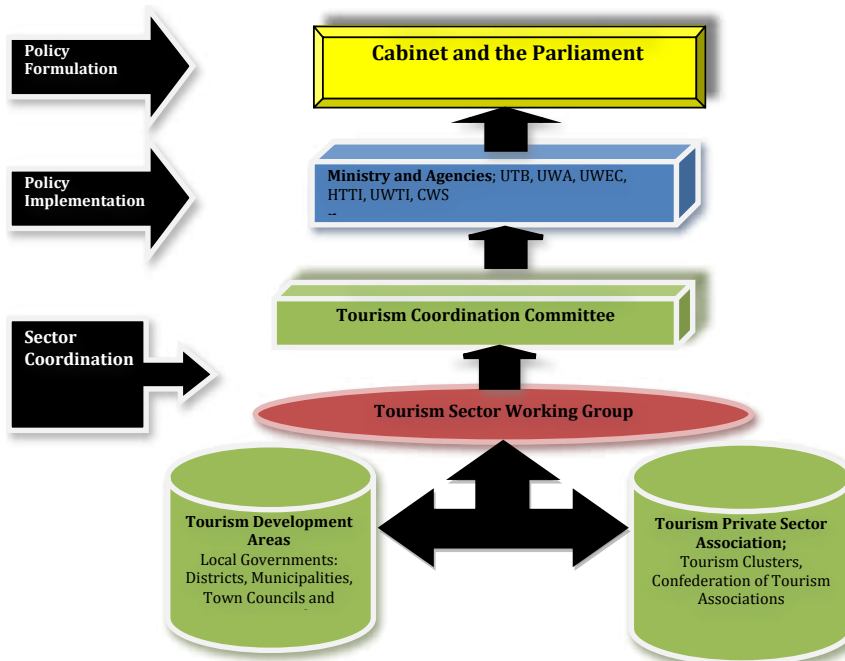 Policy
Formulation
Cabinet and the Parliament
Policy
Implementation
Ministry and Agencies; UTB, UWA, UWEC,
HTTI, UWTI, CWS
Tourism Coordination Committee
Sector
Coordination
Tourism Sector Working Group
Tourism Development
Areas
Local Governments:
Districts, Municipalities,
Town Councils and
Tourism Private Sector
Association;
Tourism Clusters,
Confederation of Tourism
Associations